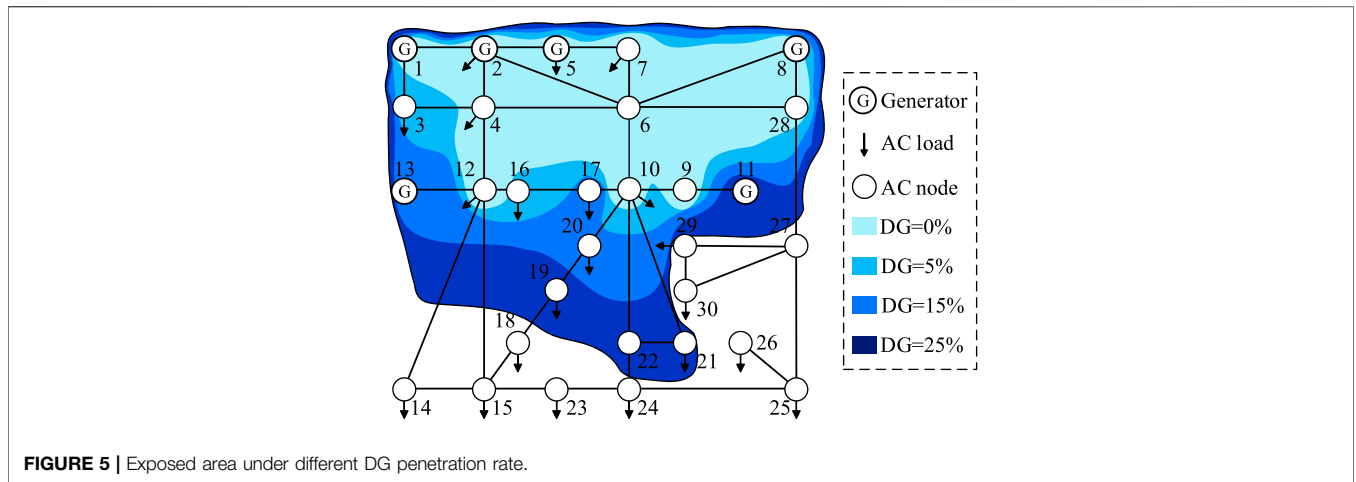 G G G G
1 2 5 7 8
3 4 6 28
13 12 16 17 10 9 11
G G
20 29 27
19
30
18
22 21 26
14 15 23 24 25
G Generator
AC load
AC node
DG=0%
DG=5%
DG=15%
DG=25%
FIGURE 5 | Exposed area under different DG penetration rate.